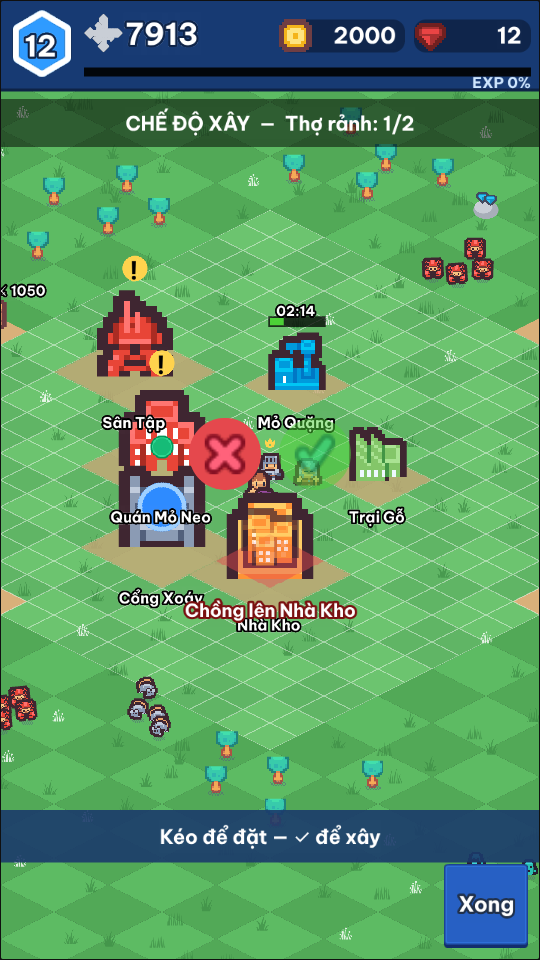 12
7913
2000
12
EXP 0%
CHẾ ĐỘ XÂY – Thợ rảnh: 1/2
!
1050
02:14
!
Sân Tập
Mỏ Quặng
Quán Mỏ Neo
Trại Gỗ
Cổng Xoáy
Chồng lên Nhà Kho
Nhà Kho
Kéo để đặt – ✓ để xây
Xong